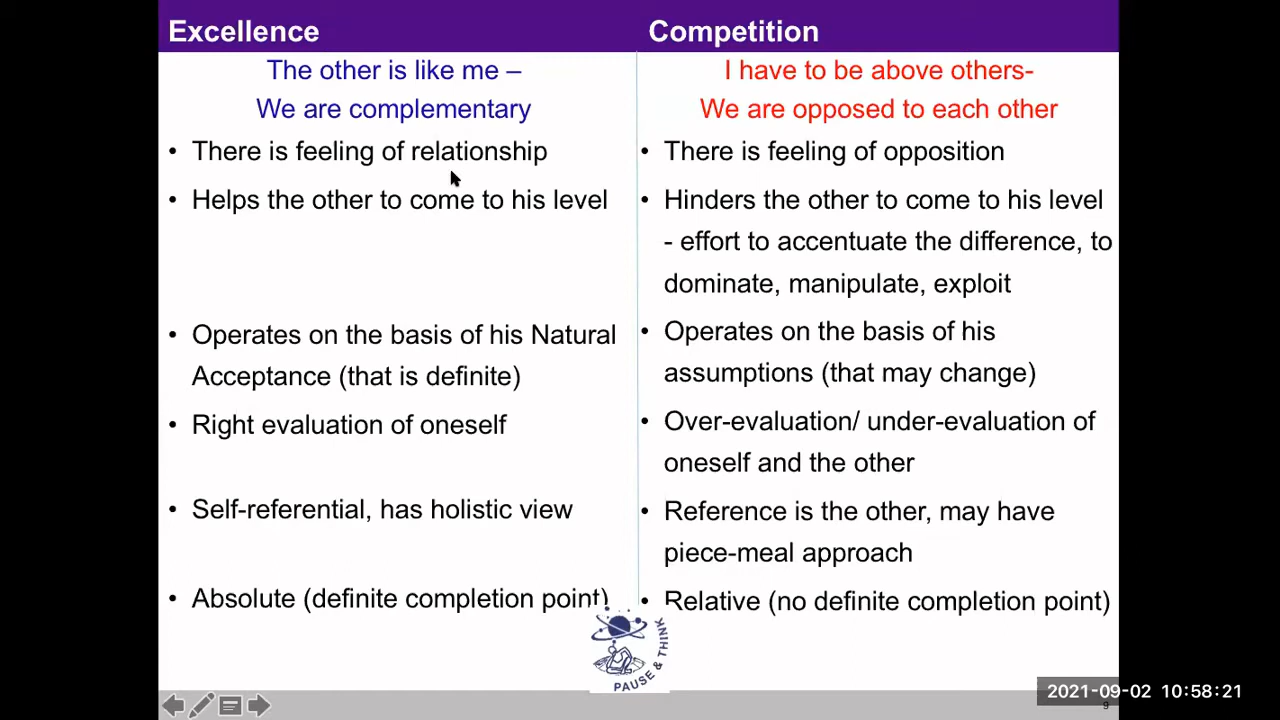 Excellence
Competition
The other is like me –
We are complementary
I have to be above others-
We are opposed to each other
• There is feeling of relationship
• There is feeling of opposition
• Helps the other to come to his level
• Hinders the other to come to his level
- effort to accentuate the difference, to
dominate, manipulate, exploit
• Operates on the basis of his Natural
Acceptance (that is definite)
• Operates on the basis of his
assumptions (that may change)
• Right evaluation of oneself
• Over-evaluation/ under-evaluation of
oneself and the other
• Self-referential, has holistic view
• Reference is the other, may have
piece-meal approach
• Absolute (definite completion point)
• Relative (no definite completion point)
PAUSE & THINK
2021-09-02 10:58:21
9